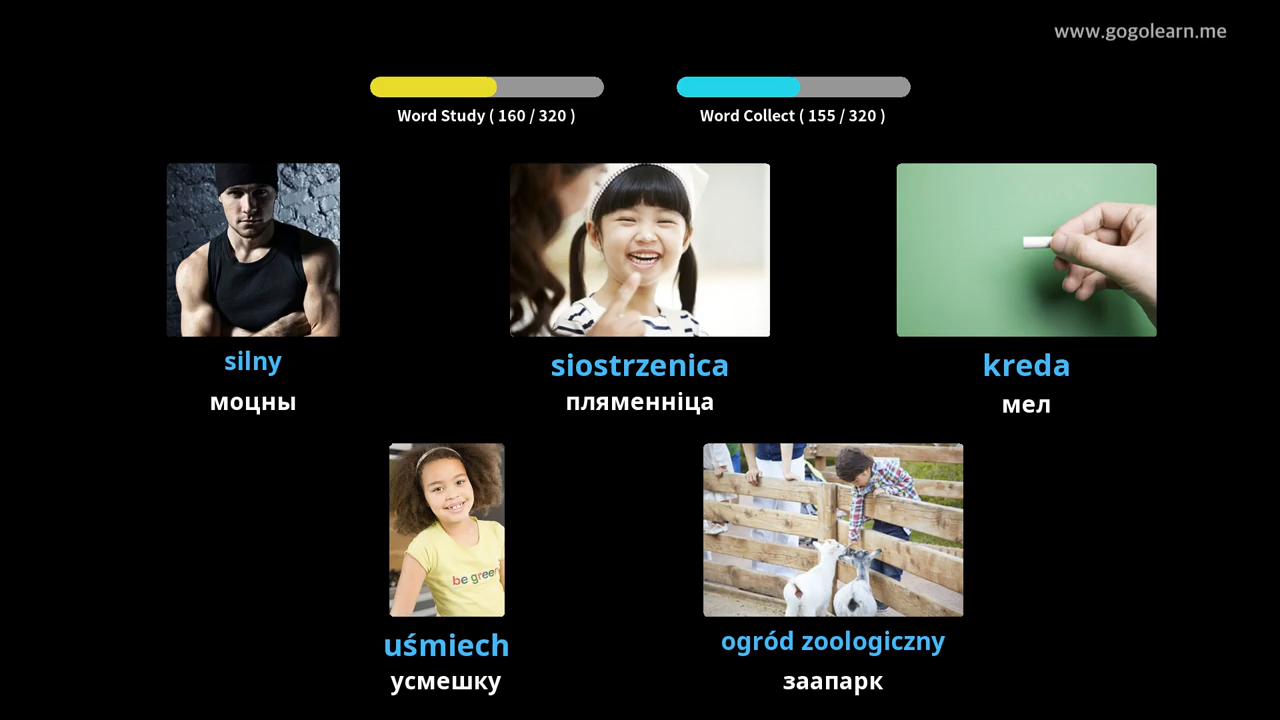 www.gogolearn.me
Word Study ( 160 / 320 )
Word Collect ( 155 / 320 )
silny
моцны
siostrzenica
пляменніца
kreda
мел
be green
uśmiech
усмешку
ogród zoologiczny
заапарк